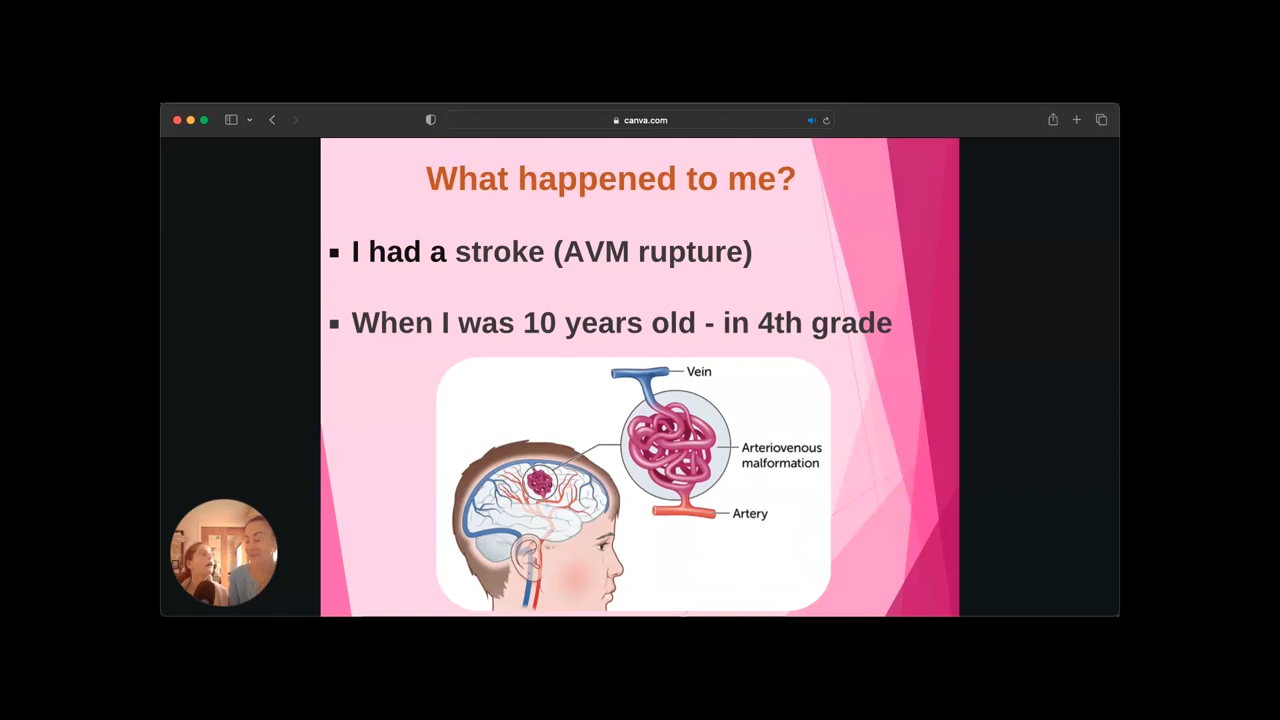 canva.com
What happened to me?
▪ I had a stroke (AVM rupture)
▪ When I was 10 years old - in 4th grade
Vein
Arteriovenous
malformation
Artery